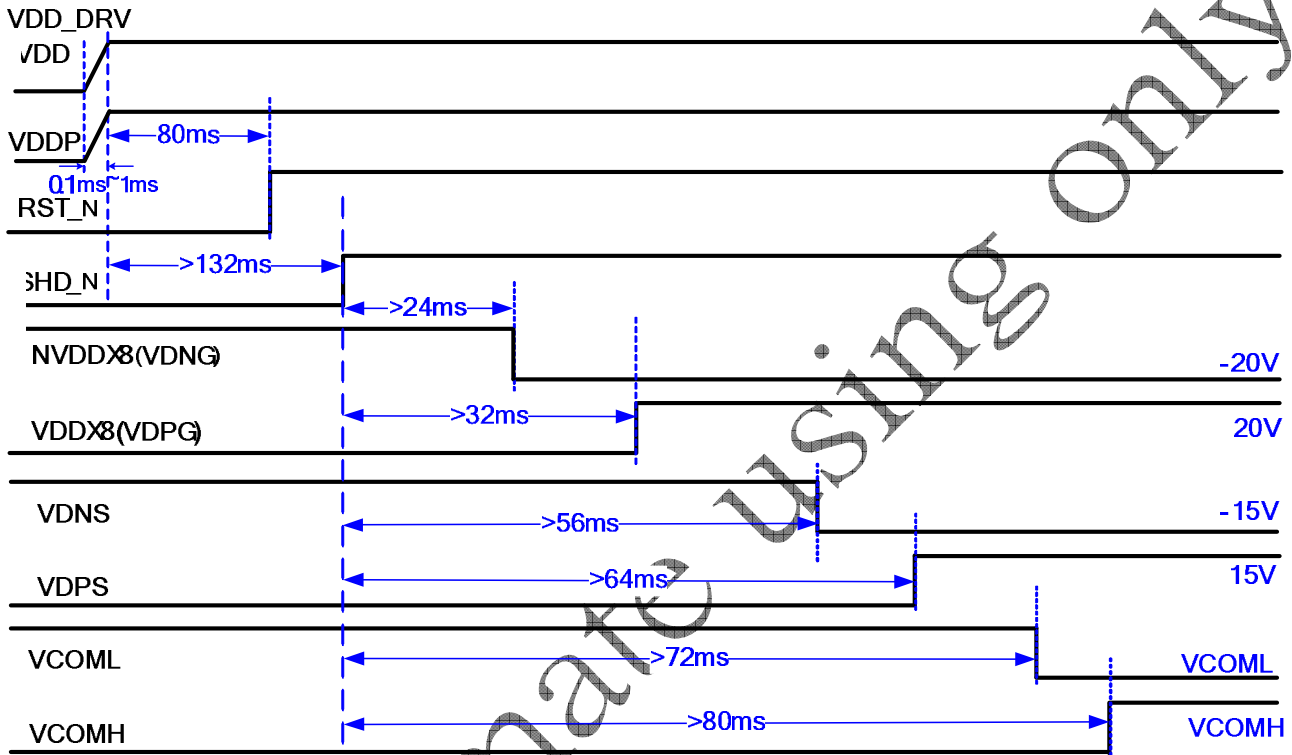 VDD_DRV
VDD
VDDP
80ms
0.1ms~1ms
RST_N
>132ms
SHD_N
>24ms
NVDDX8(VDNG)
-20V
>32ms
VDDX8(VDPG)
20V
VDNS
>56ms
-15V
>64ms
VDPS
15V
VCOML
>72ms
VCOML
VCOMH
>80ms
VCOMH
mate using only